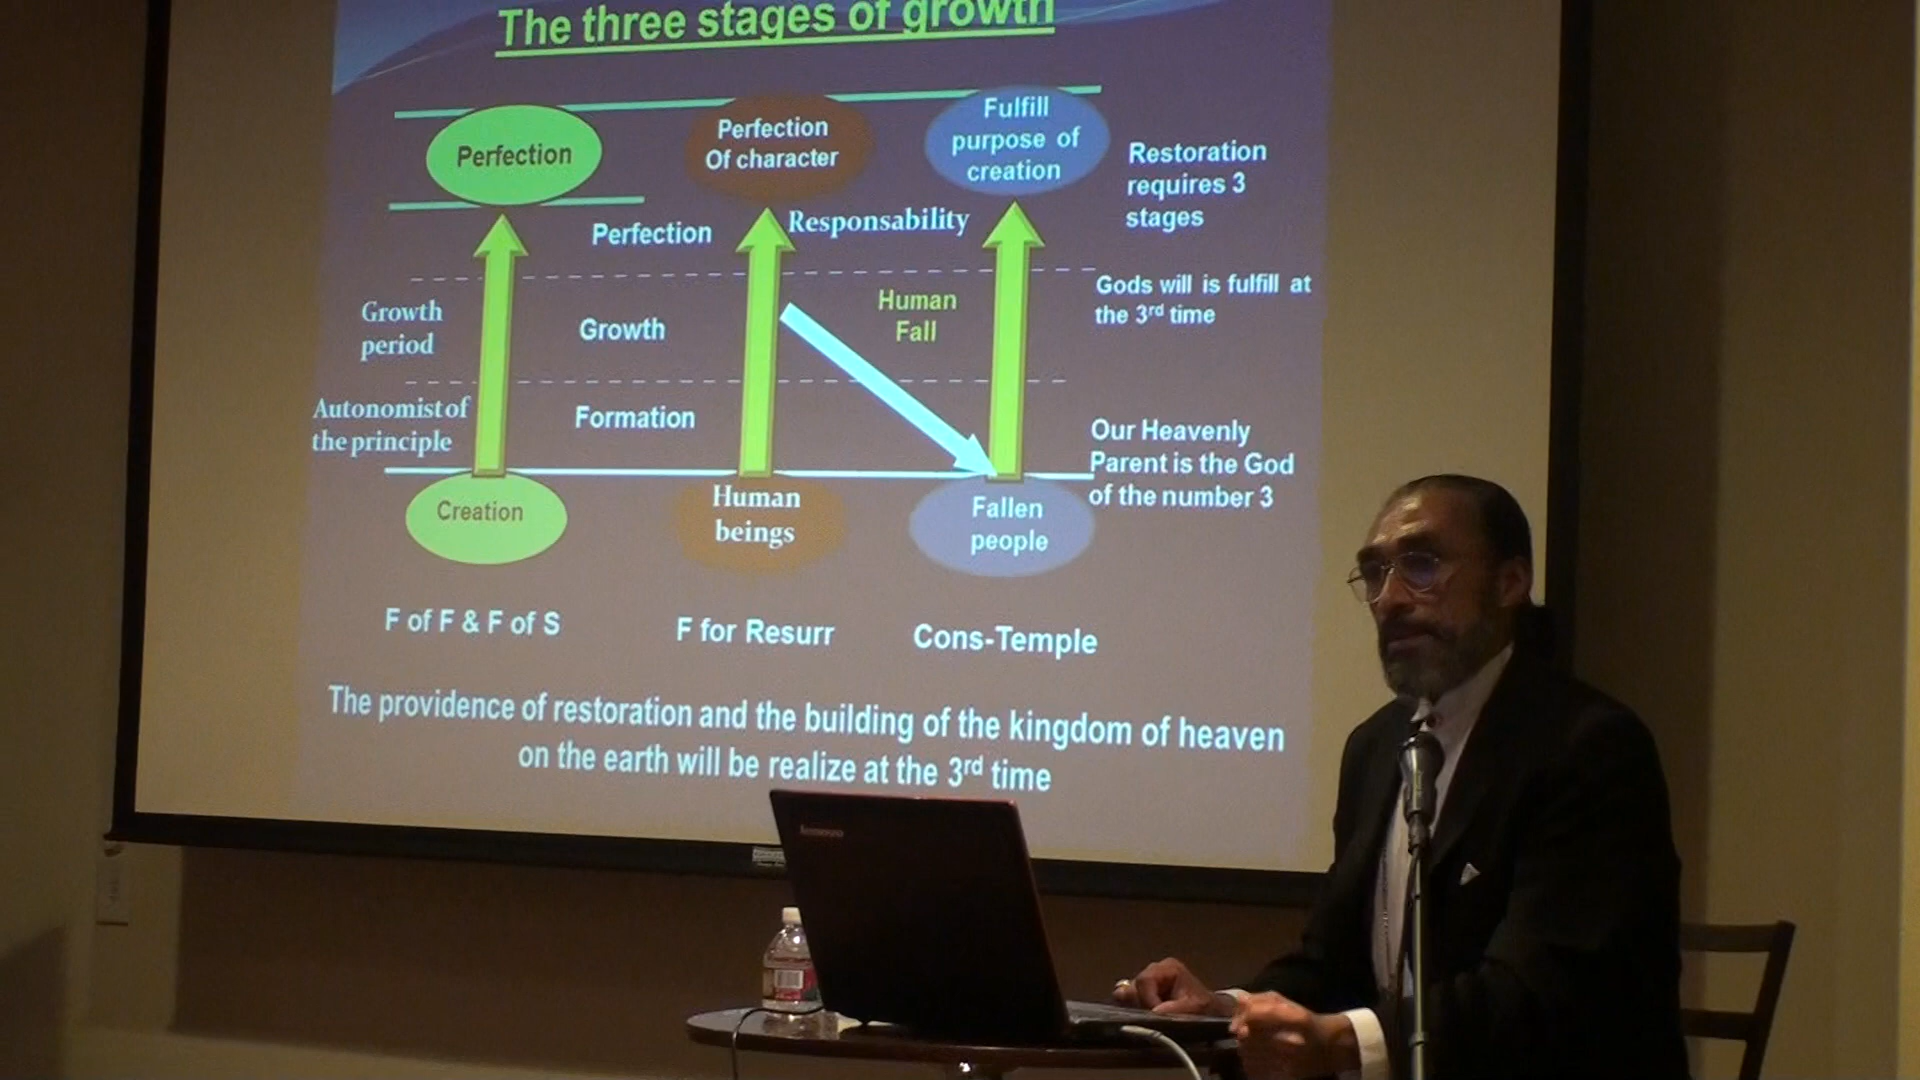 The three stages of growth
Perfection
Perfection
Of character
Fulfill
purpose of
creation
Restoration
requires 3
stages
Perfection
Responsability
Growth
period
Growth
Human
Fall
Gods will is fulfill at
the 3rd time
Autonomist of
the principle
Formation
Our Heavenly
Parent is the God
of the number 3
Creation
Human
beings
Fallen
people
F of F & F of S
F for Resurr
Cons-Temple
The providence of restoration and the building of the kingdom of heaven
on the earth will be realize at the 3rd time
lenovo